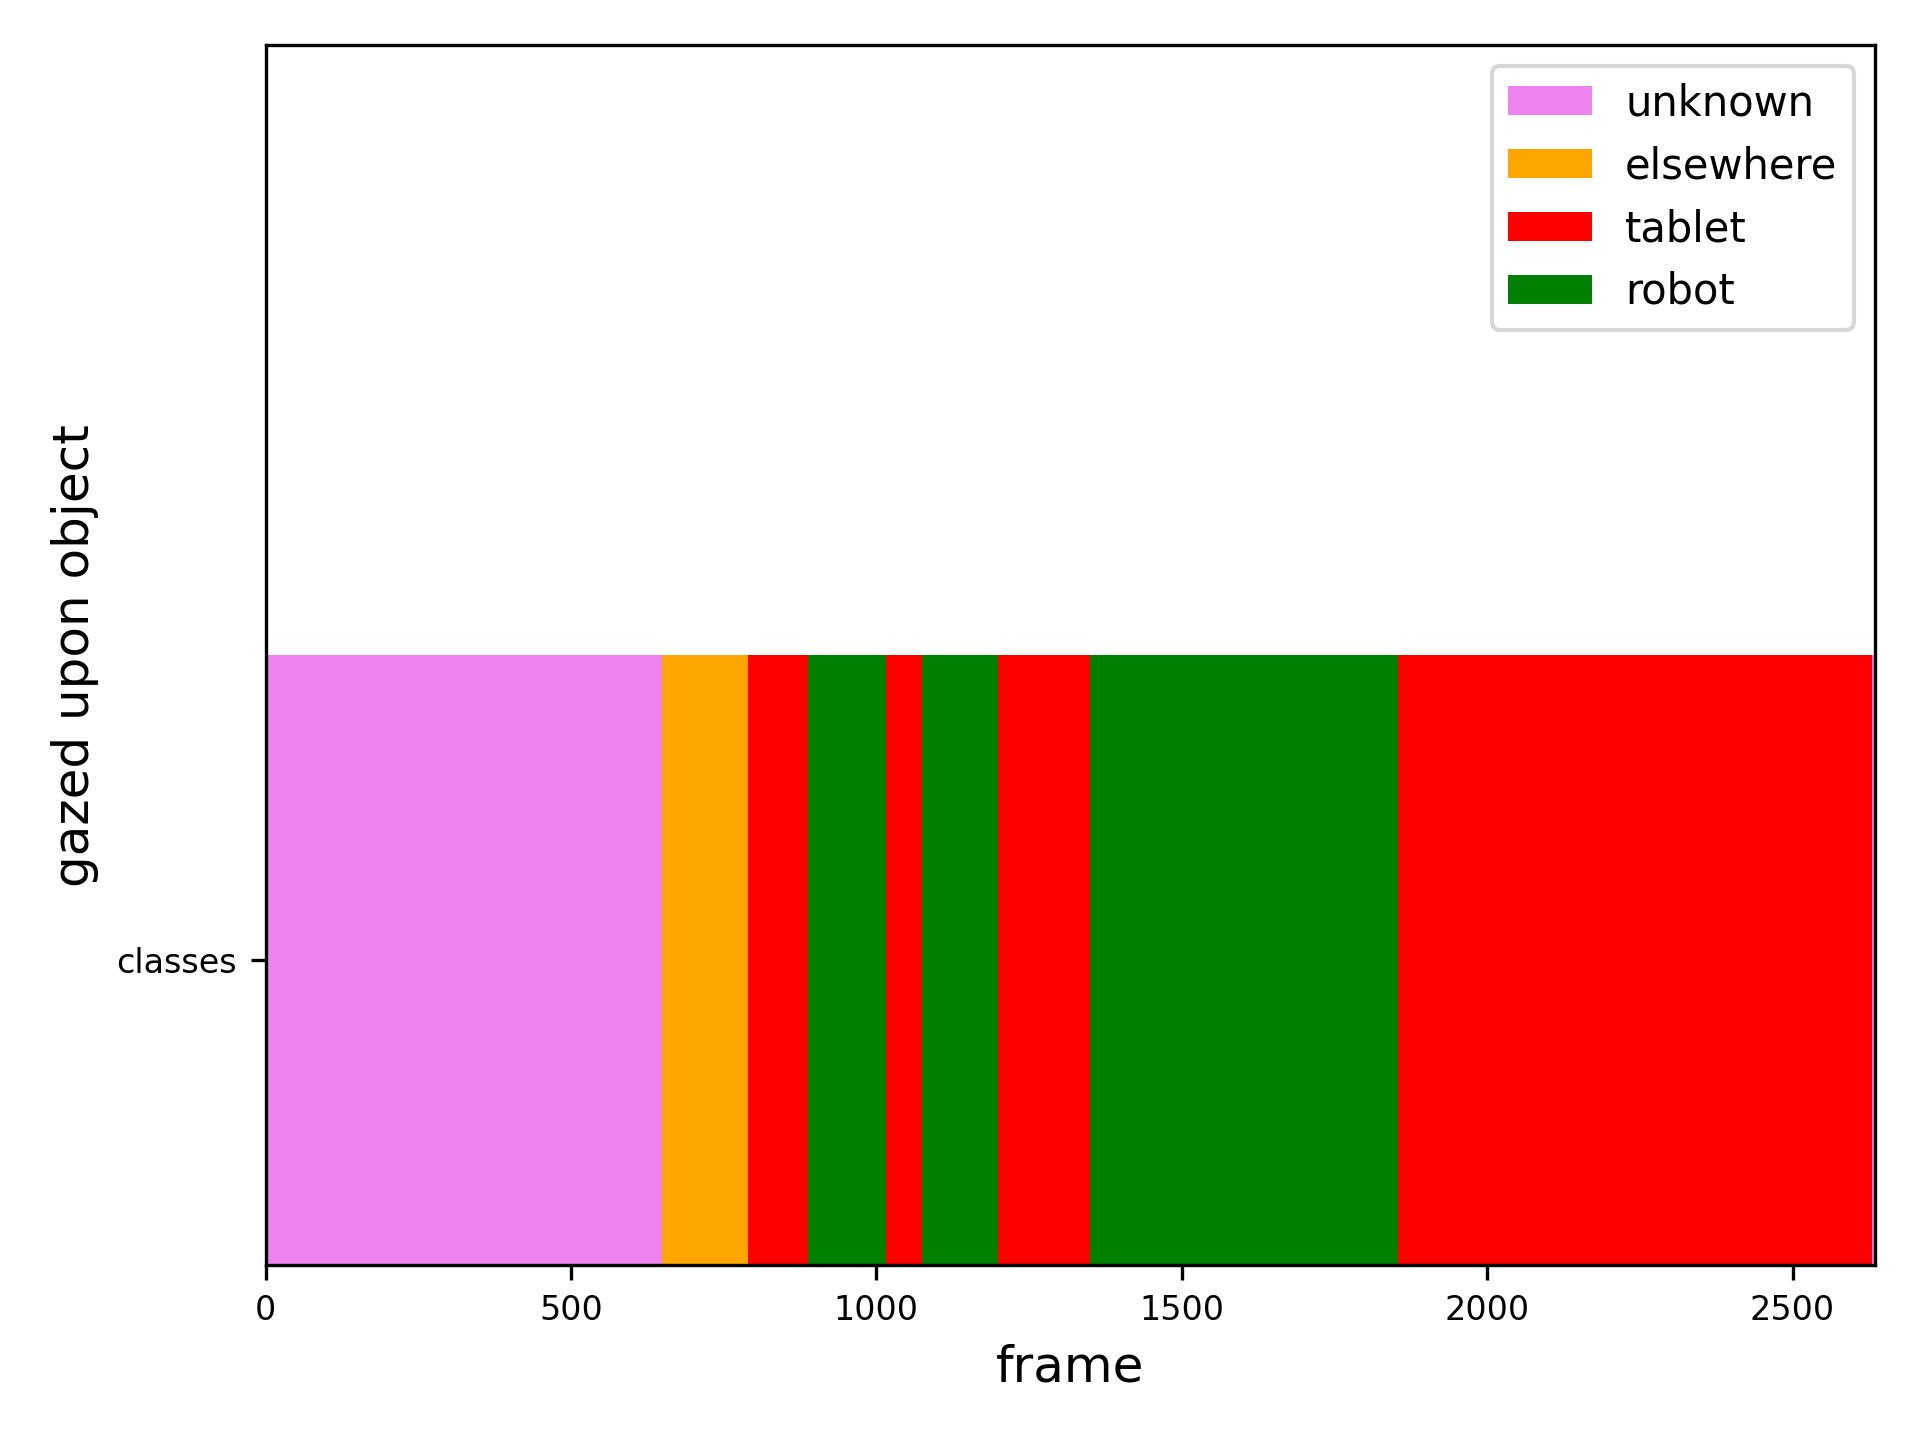 unknown
elsewhere
tablet
robot
gazed upon object
classes
0 500 1000 1500 2000 2500
frame